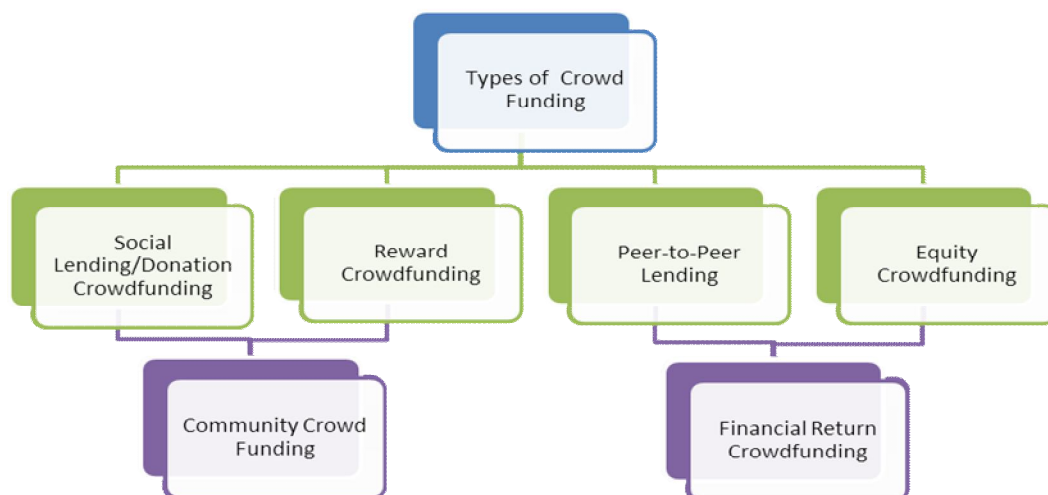 Types of Crowd
Funding
Social
Lending/Donation
Crowdfunding
Reward
Crowdfunding
Peer-to-Peer
Lending
Equity
Crowdfunding
Community Crowd
Funding
Financial Return
Crowdfunding